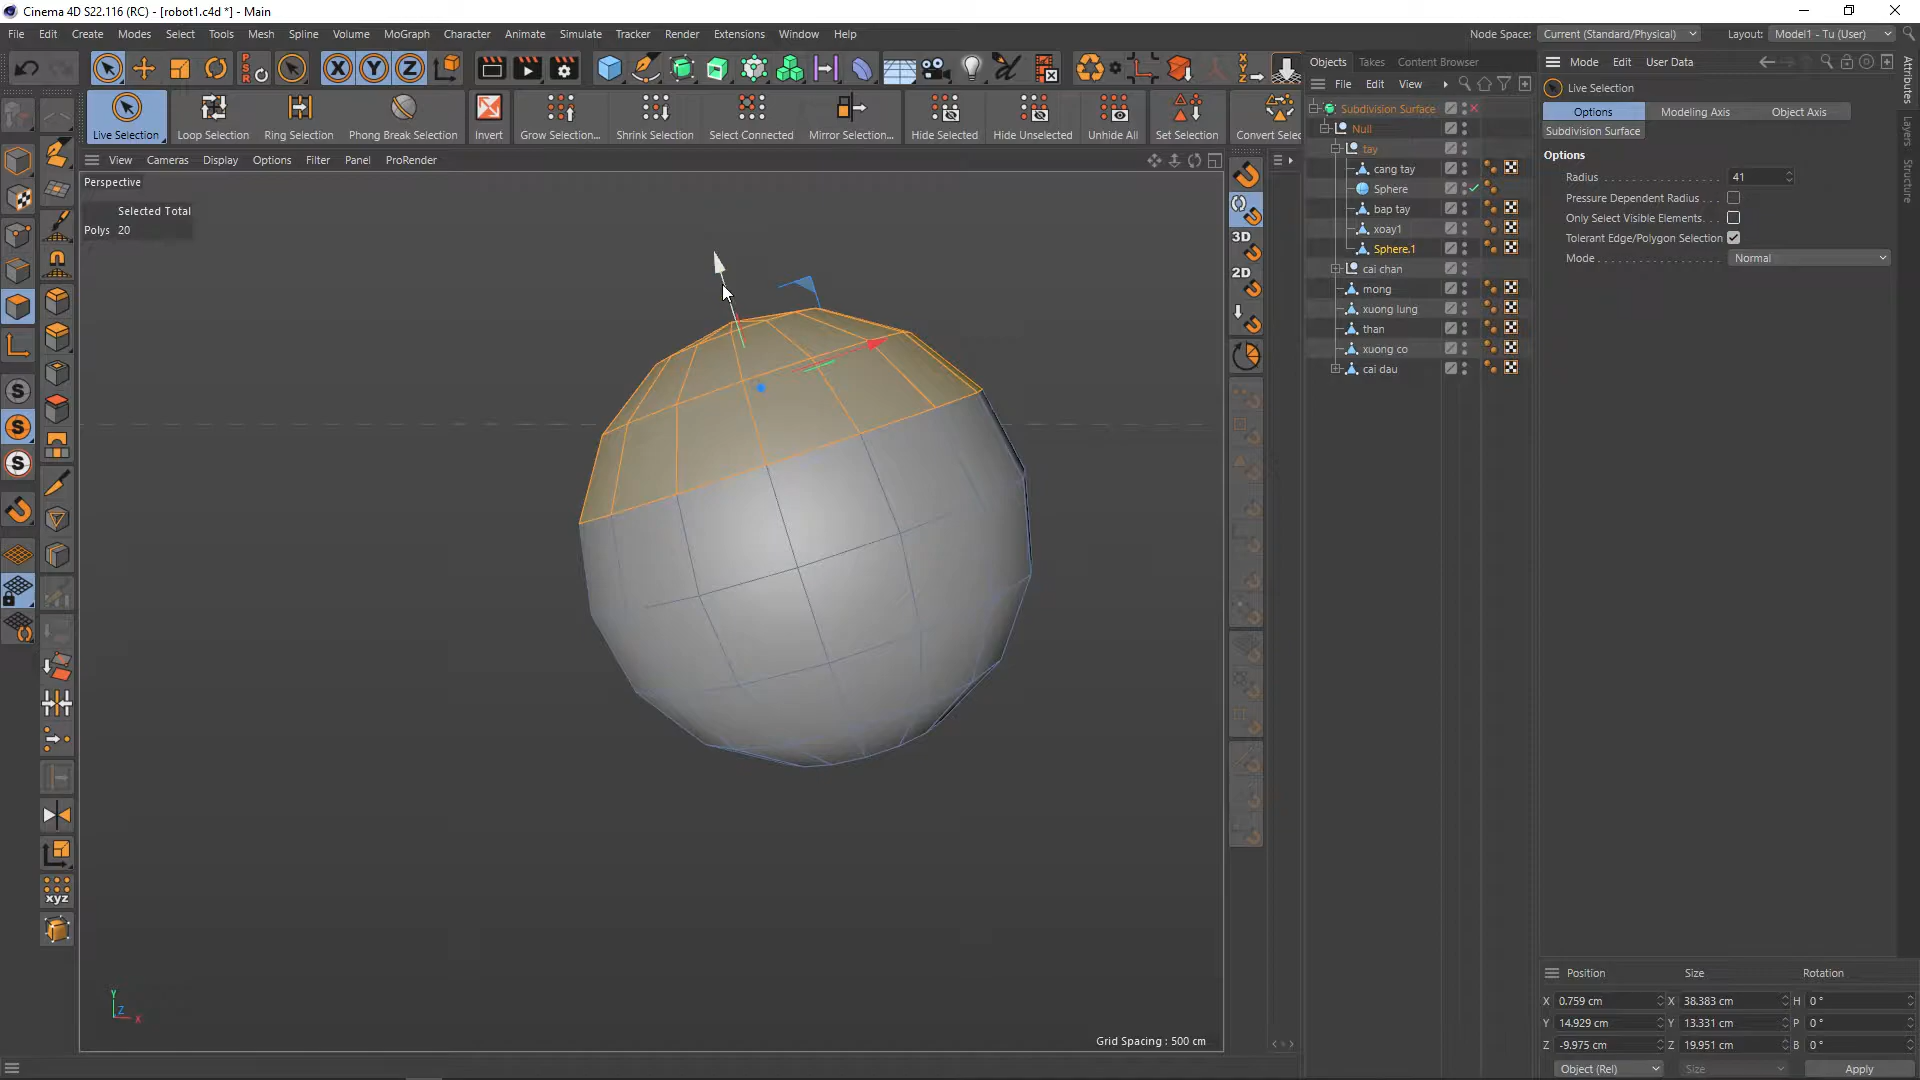 Cinema 4D S22.116 (RC) - [robot1.c4d *] - Main
File Edit Create Modes Select Tools Mesh Spline Volume MoGraph Character Animate Simulate Tracker Render Extensions Window Help
Node Space: Current (Standard/Physical) Layout: Model1 - Tu (User)
PSR X Y Z
Objects Takes Content Browser
Mode Edit User Data
File Edit View
Live Selection
Live Selection Loop Selection Ring Selection Phong Break Selection Invert Grow Selection... Shrink Selection Select Connected Mirror Selection... Hide Selected Hide Unselected Unhide All Set Selection Convert Selec
Options Modeling Axis Object Axis
Subdivision Surface
View Cameras Display Options Filter Panel ProRender
Perspective
Selected Total
Polys 20
3D
2D
S
S
S
xyz
Subdivision Surface
Null
tay
cang tay
Sphere
bap tay
xoay1
Sphere.1
cai chan
mong
xuong lung
than
xuong co
cai dau
Options
Radius 41
Pressure Dependent Radius
Only Select Visible Elements
Tolerant Edge/Polygon Selection
Mode Normal
Attributes
Layers
Structure
Y
Z
X
Grid Spacing : 500 cm
Position Size Rotation
X 0.759 cm X 38.383 cm H 0 °
Y 14.929 cm Y 13.331 cm P 0 °
Z -9.975 cm Z 19.951 cm B 0 °
Object (Rel) Size Apply